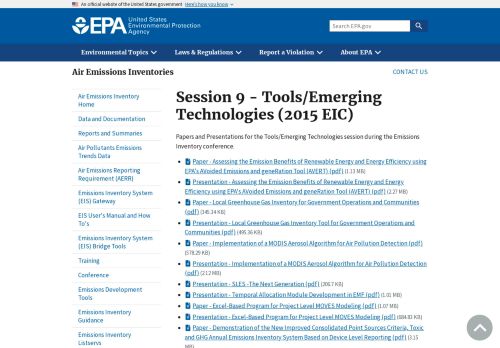 An official website of the United States government Here's how you know
EPA United States
Environmental Protection
Agency
Search EPA.gov
Environmental Topics
Laws & Regulations
Report a Violation
About EPA
Air Emissions Inventories
CONTACT US
Air Emissions Inventory
Home
Data and Documentation
Reports and Summaries
Air Pollutants Emissions
Trends Data
Air Emissions Reporting
Requirement (AERR)
Emissions Inventory System
(EIS) Gateway
EIS User's Manual and How
To's
Emissions Inventory System
(EIS) Bridge Tools
Training
Conference
Emissions Development
Tools
Emissions Inventory
Guidance
Emissions Inventory
Listservs
Session 9 - Tools/Emerging
Technologies (2015 EIC)
Papers and Presentations for the Tools/Emerging Technologies session during the Emissions
Inventory conference.
Paper - Assessing the Emission Benefits of Renewable Energy and Energy Efficiency using
EPA's AVoided Emissions and geneRation Tool (AVERT) (pdf) (1.13 MB)
Presentation - Assessing the Emission Benefits of Renewable Energy and Energy
Efficiency using EPA's AVoided Emissions and geneRation Tool (AVERT) (pdf) (2.27 MB)
Paper - Local Greenhouse Gas Inventory for Government Operations and Communities
(pdf) (345.14 KB)
Presentation - Local Greenhouse Gas Inventory Tool for Government Operations and
Communities (pdf) (495.36 KB)
Paper - Implementation of a MODIS Aerosol Algorithm for Air Pollution Detection (pdf)
(578.29 KB)
Presentation - Implementation of a MODIS Aerosol Algorithm for Air Pollution Detection
(pdf) (2.12 MB)
Presentation - SLES -The Next Generation (pdf) (306.7 KB)
Presentation - Temporal Allocation Module Development in EMF (pdf) (1.01 MB)
Paper - Excel-Based Program for Project Level MOVES Modeling (pdf) (1.07 MB)
Presentation - Excel-Based Program for Project Level MOVES Modeling (pdf) (684.81 KB)
Paper - Demonstration of the New Improved Consolidated Point Sources Criteria, Toxic
and GHG Annual Emissions Inventory System Based on Device Level Reporting (pdf) (3.15
MB)